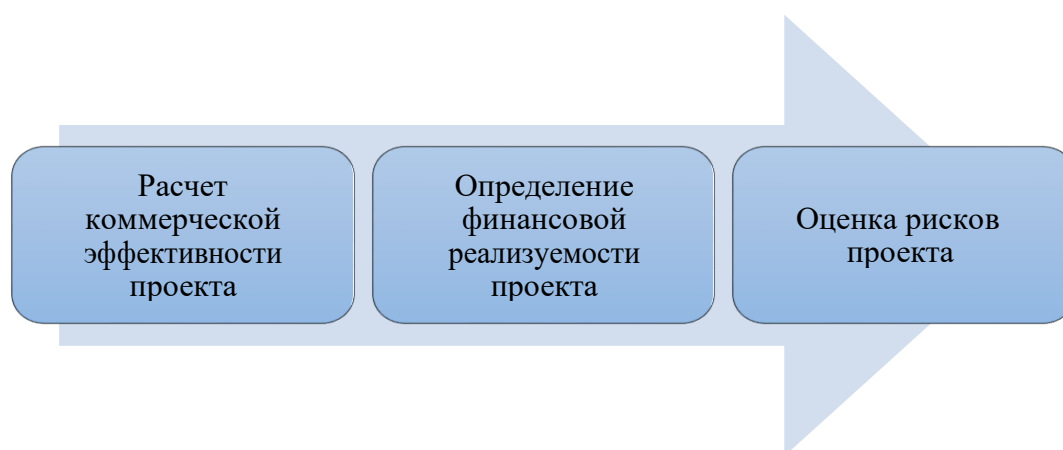 Расчет
коммерческой
эффективности
проекта
Определение
финансовой
реализуемости
проекта
Оценка рисков
проекта